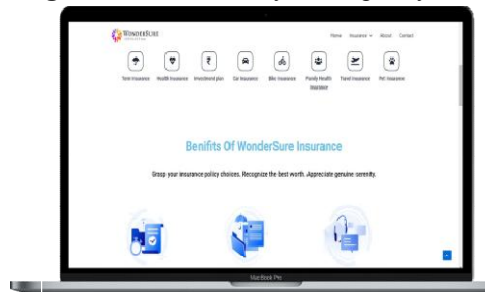 WONDERSURE
Home Insurance About Contact
Term Insurance Health Insurance Investment plan Car Insurance Bike Insurance Family Health Insurance Travel Insurance Pet Insurance
Benifits Of WonderSure Insurance
Grasp your insurance policy choices. Recognize the best worth. Appreciate genuine serenity.
MacBook Pro